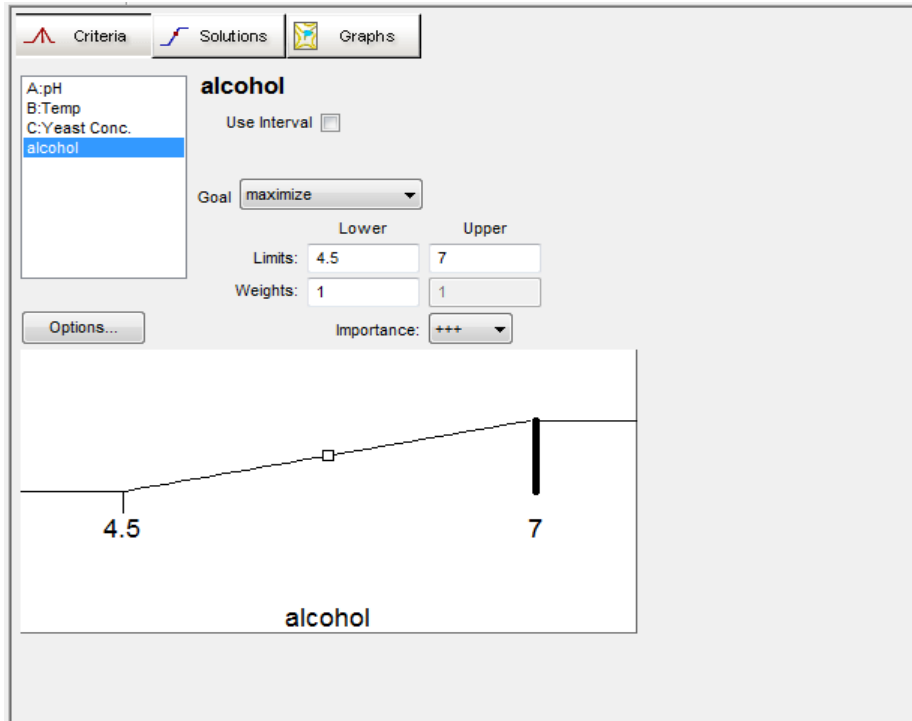 Criteria Solutions Graphs
A:pH
B:Temp
C:Yeast Conc.
alcohol
alcohol
Use Interval
Goal maximize
Lower Upper
Limits: 4.5 7
Weights: 1 1
Options...
Importance: +++
4.5 7
alcohol